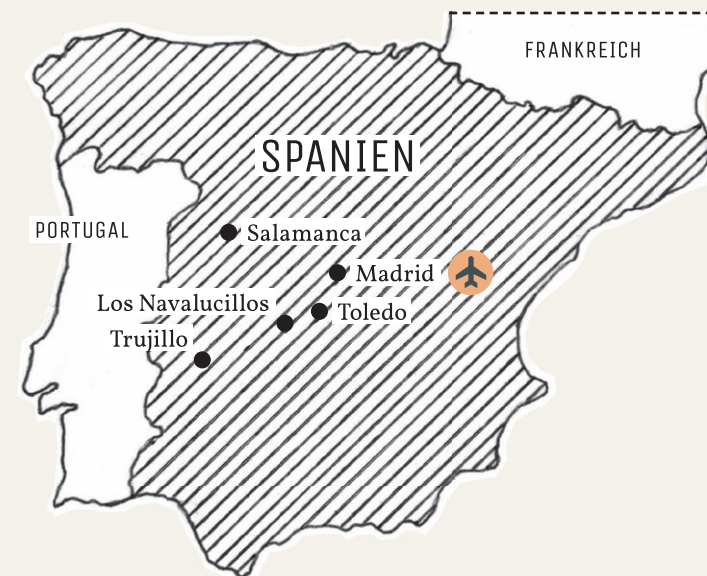 FRANKREICH
SPANIEN
PORTUGAL
Salamanca
Madrid
Los Navalucillos
Toledo
Trujillo